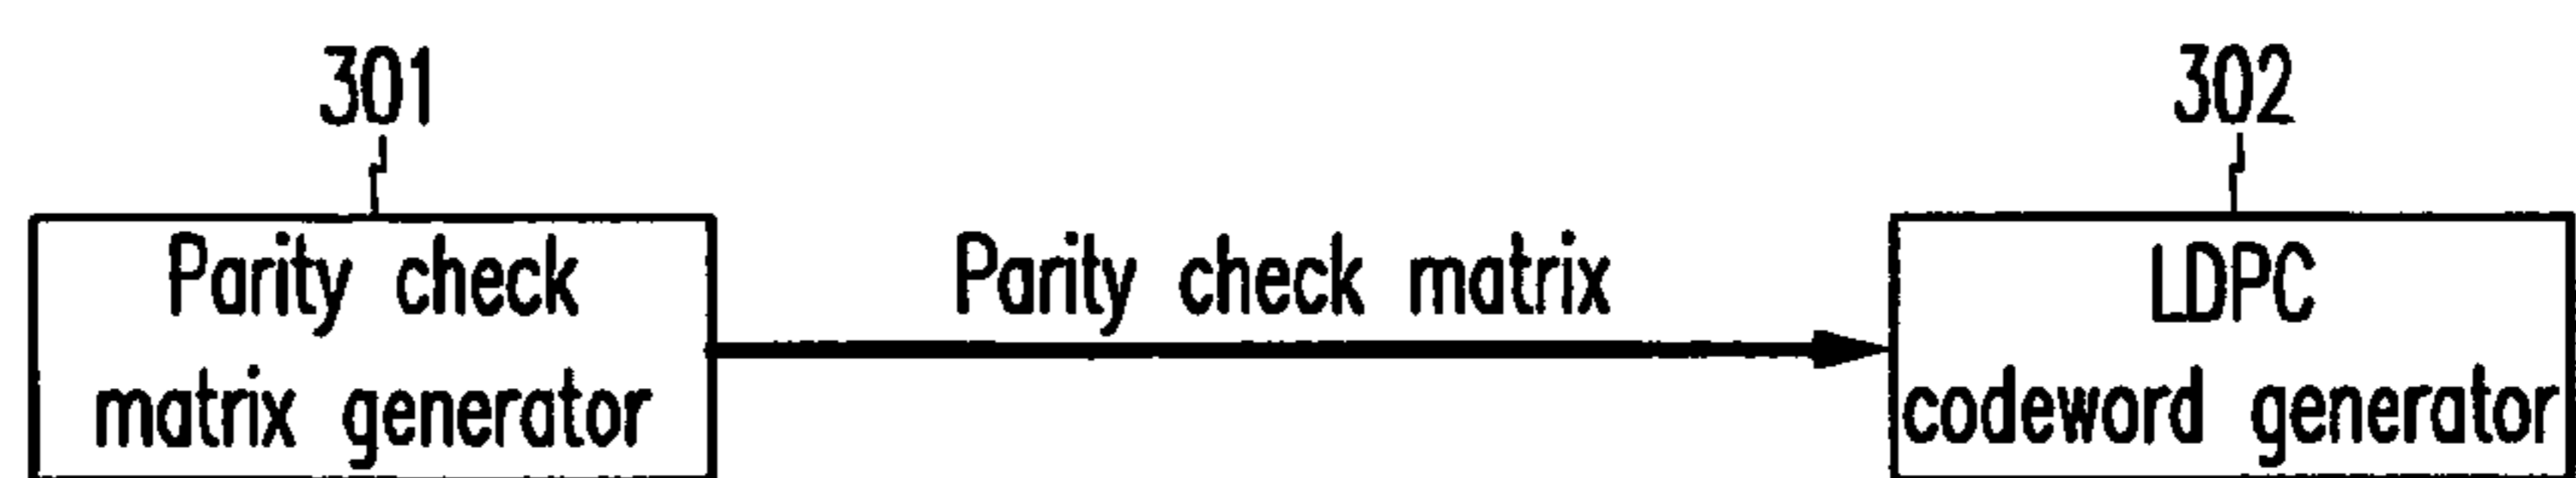 301
302
Parity check
matrix generator
Parity check matrix
LDPC
codeword generator